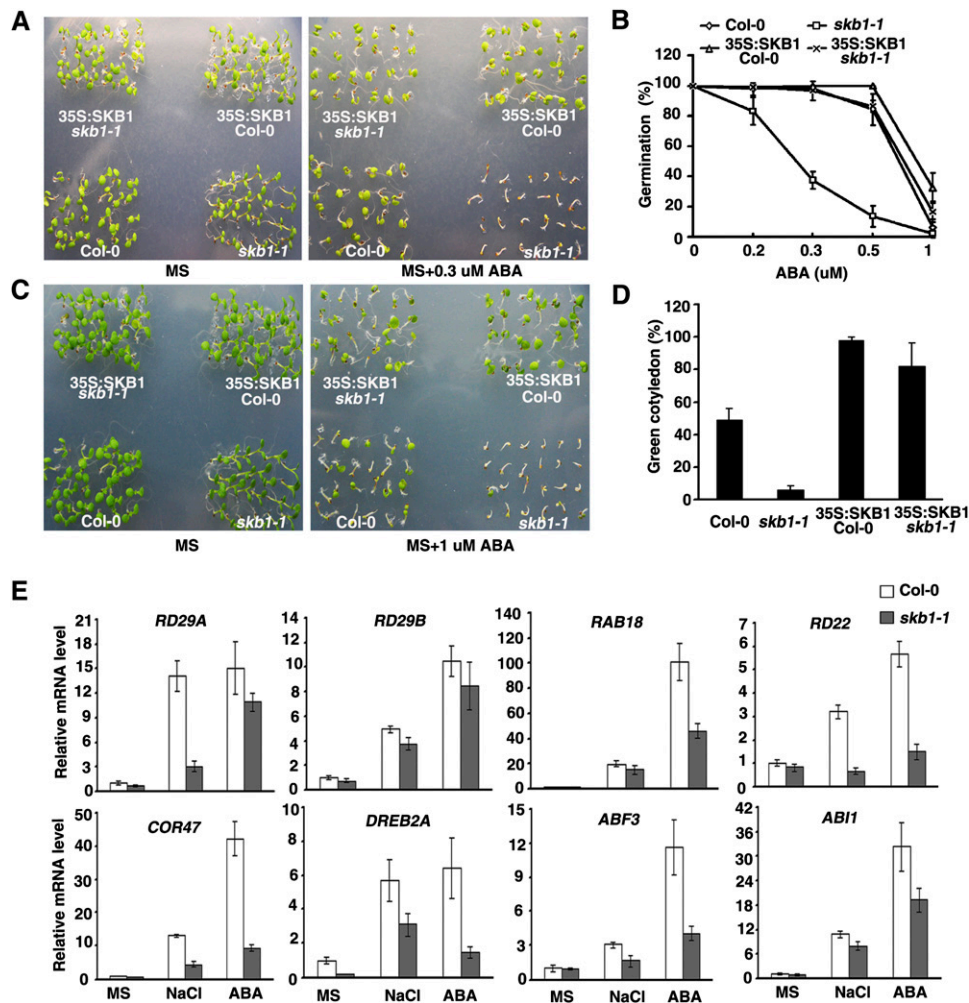 A
35S:SKB1
skb1-1
35S:SKB1
Col-0
Col-0
skb1-1
MS
35S:SKB1
skb1-1
35S:SKB1
Col-0
Col-0
skb1-1
MS+0.3 uM ABA
B
Col-0
skb1-1
35S:SKB1
Col-0
35S:SKB1
skb1-1
Germination (%)
120
100
80
60
40
20
0
0
0.2
0.3
0.5
1
ABA (uM)
C
35S:SKB1
skb1-1
35S:SKB1
Col-0
Col-0
skb1-1
MS
35S:SKB1
skb1-1
35S:SKB1
Col-0
Col-0
skb1-1
MS+1 uM ABA
D
Green cotyledon (%)
120
100
80
60
40
20
0
Col-0
skb1-1
35S:SKB1
Col-0
35S:SKB1
skb1-1
E
Col-0
skb1-1
Relative mRNA level
RD29A
21
18
15
12
9
6
3
0
RD29B
14
12
10
8
6
4
2
0
RAB18
140
120
100
80
60
40
20
0
RD22
7
6
5
4
3
2
1
0
Relative mRNA level
COR47
50
40
30
20
10
0
MS
NaCl
ABA
DREB2A
10
8
6
4
2
0
MS
NaCl
ABA
ABF3
15
12
9
6
3
0
MS
NaCl
ABA
ABI1
42
36
30
24
18
12
6
0
MS
NaCl
ABA